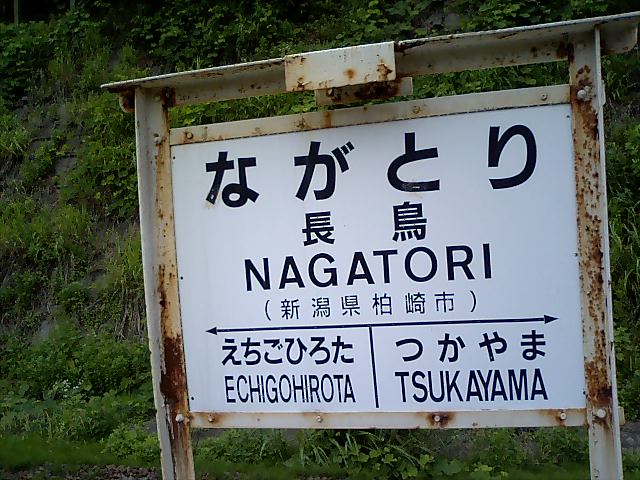 ながとり
長鳥
NAGATORI
(新潟県柏崎市)
えちごひろた つかやま
ECHIGOHIROTA TSUKAYAMA